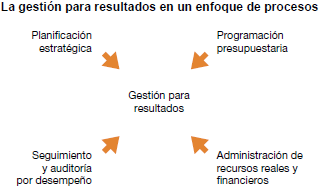 La gestión para resultados en un enfoque de procesos
Planificación
estratégica
Programación
presupuestaria
Gestión para
resultados
Seguimiento
y auditoría
por desempeño
Administración de
recursos reales y
financieros